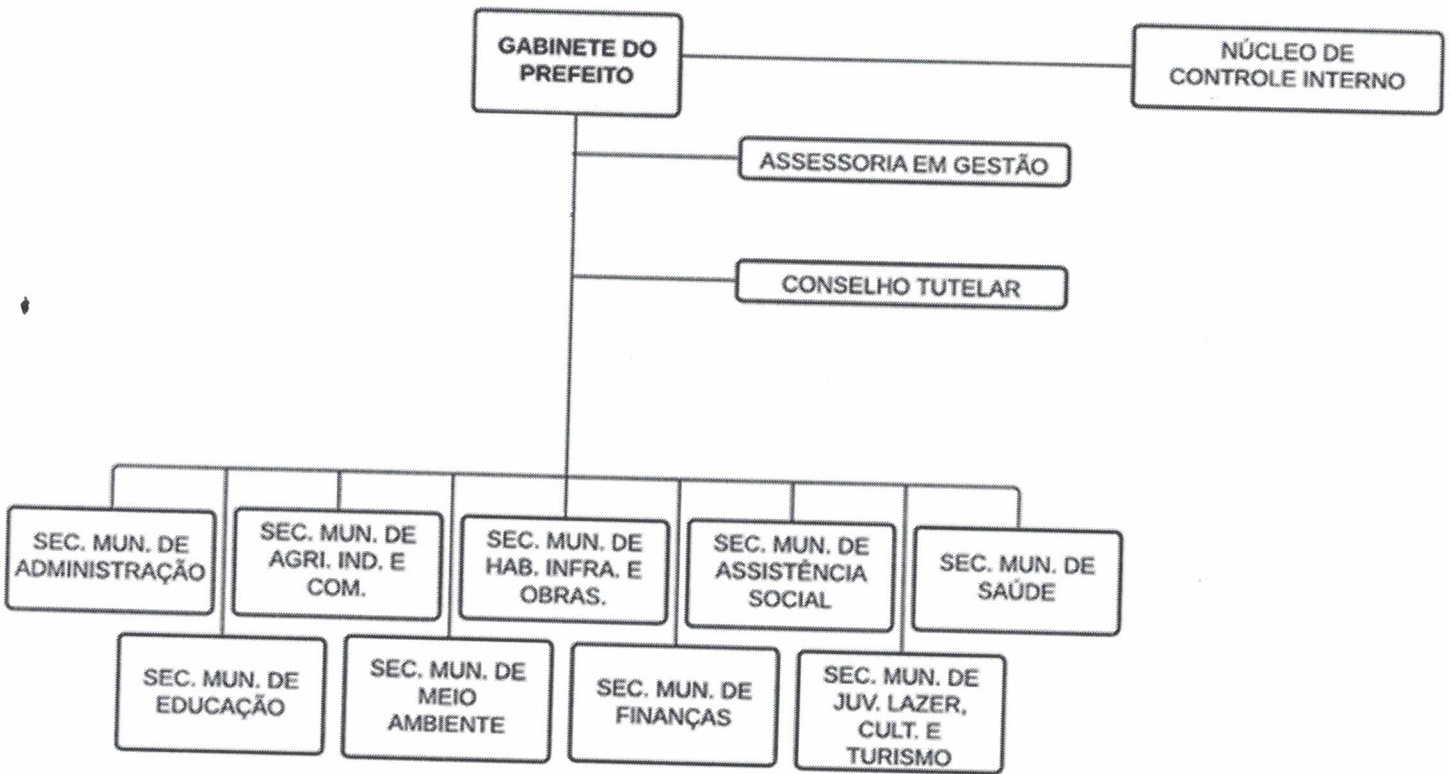 GABINETE DO
PREFEITO
NÚCLEO DE
CONTROLE INTERNO
ASSESSORIA EM GESTÃO
CONSELHO TUTELAR
SEC. MUN. DE
ADMINISTRAÇÃO
SEC. MUN. DE
AGRI. IND. E
COM.
SEC. MUN. DE
HAB. INFRA. E
OBRAS.
SEC. MUN. DE
ASSISTÊNCIA
SOCIAL
SEC. MUN. DE
SAÚDE
SEC. MUN. DE
EDUCAÇÃO
SEC. MUN. DE
MEIO
AMBIENTE
SEC. MUN. DE
FINANÇAS
SEC. MUN. DE
JUV. LAZER,
CULT. E
TURISMO